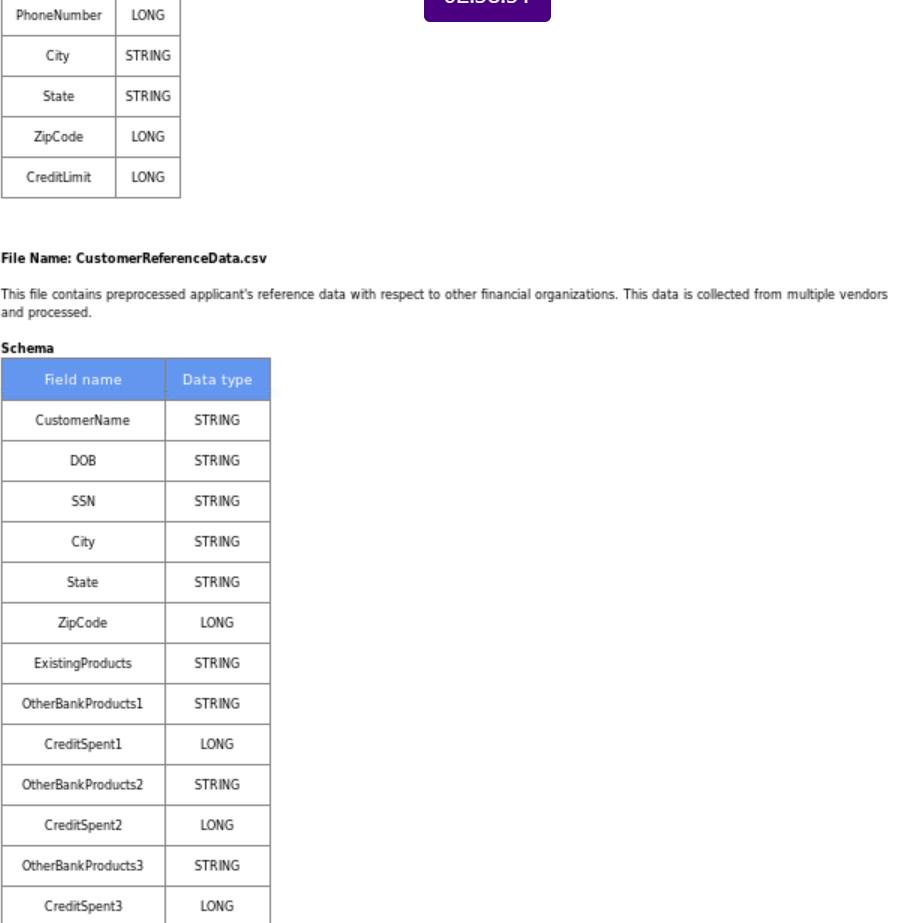 PhoneNumber LONG
City STRING
State STRING
ZipCode LONG
CreditLimit LONG
File Name: CustomerReferenceData.csv
This file contains preprocessed applicant's reference data with respect to other financial organizations. This data is collected from multiple vendors
and processed.
Schema
Field name Data type
CustomerName STRING
DOB STRING
SSN STRING
City STRING
State STRING
ZipCode LONG
ExistingProducts STRING
OtherBankProducts1 STRING
CreditSpent1 LONG
OtherBankProducts2 STRING
CreditSpent2 LONG
OtherBankProducts3 STRING
CreditSpent3 LONG